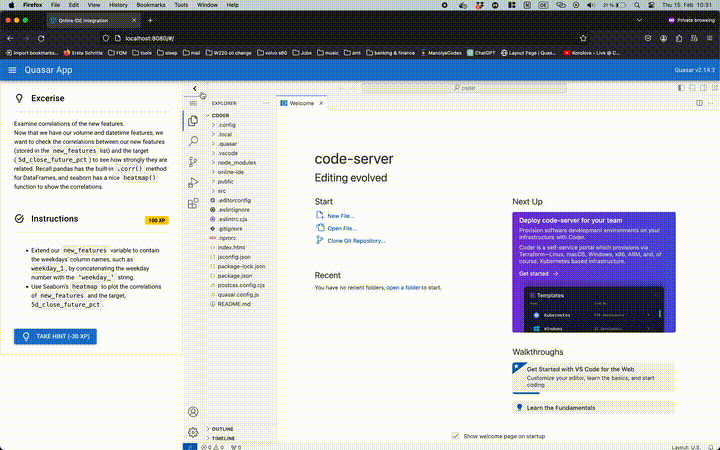 Firefox File Edit View History Bookmarks Tools Window Help
21 % Thu 15. Feb 10:31
Online IDE Integration
Private browsing
localhost:8080/#/
Import bookmarks... Erste Schritte FOM tools sleep mail W220 oil change volvo s60 Jobs music amt banking & finance ManolyaCodes ChatGPT Layout Page | Quas... Korolova - Live @ C...
Quasar App
Quasar v2.14.3
Excerise
Examine correlations of the new features.
Now that we have our volume and datetime features, we
want to check the correlations between our new features
(stored in the new_features list) and the target
(5d_close_future_pct) to see how strongly they are
related. Recall pandas has the built-in .corr() method
for DataFrames, and seaborn has a nice heatmap()
function to show the correlations
Instructions
100 XP
Extend our new_features variable to contain
the weekdays' column names, such as
weekday_1, by concatenating the weekday
number with the 'weekday_' string.
Use Seaborn's heatmap to plot the correlations
of new_features and the target,
5d_close_future_pct.
TAKE HINT (-30 XP)
coder
EXPLORER
CODER
.config
.local
.quasar
.vscode
node_modules
online-ide
public
src
.editorconfig
.eslintignore
.eslintrc.cjs
.gitignore
.npmrc
index.html
jsconfig.json
package-lock.json
package.json
postcss.config.cjs
quasar.config.js
README.md
OUTLINE
TIMELINE
Welcome
code-server
Editing evolved
Start
New File...
Open File...
Clone Git Repository...
Recent
You have no recent folders, open a folder to start.
Next Up
Deploy code-server for your team
Provision software development environments on your
infrastructure with Coder.
Coder is a self-service portal which provisions via
Terraform—Linux, macOS, Windows, x86, ARM, and, of
course, Kubernetes based infrastructure.
Get started
Templates
Kubernetes
Windows
Walkthroughs
Get Started with VS Code for the Web
Customize your editor, learn the basics, and start
coding
Learn the Fundamentals
Show welcome page on startup
0 0 0
Layout: U.S.